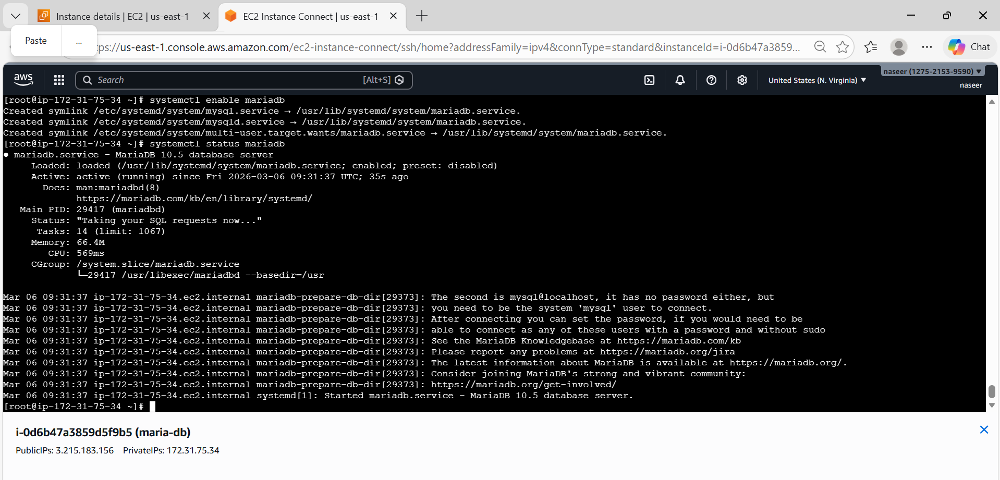 Instance details | EC2 | us-east-1
EC2 Instance Connect | us-east-1
Paste
...
ps://us-east-1.console.aws.amazon.com/ec2-instance-connect/ssh/home?addressFamily=ipv4&connType=standard&instanceId=i-0d6b47a3859...
Chat
aws
Search
[Alt+S]
United States (N. Virginia) ▼
naseer (1275-2153-9590) ▼
naseer
[root@ip-172-31-75-34 ~]# systemctl enable mariadb
Created symlink /etc/systemd/system/mysql.service → /usr/lib/systemd/system/mariadb.service.
Created symlink /etc/systemd/system/mysqld.service → /usr/lib/systemd/system/mariadb.service.
Created symlink /etc/systemd/system/multi-user.target.wants/mariadb.service → /usr/lib/systemd/system/mariadb.service.
[root@ip-172-31-75-34 ~]# systemctl status mariadb
● mariadb.service - MariaDB 10.5 database server
Loaded: loaded (/usr/lib/systemd/system/mariadb.service; enabled; preset: disabled)
Active: active (running) since Fri 2026-03-06 09:31:37 UTC; 35s ago
Docs: man:mariadbd(8)
https://mariadb.com/kb/en/library/systemd/
Main PID: 29417 (mariadbd)
Status: "Taking your SQL requests now..."
Tasks: 14 (limit: 1067)
Memory: 66.4M
CPU: 569ms
CGroup: /system.slice/mariadb.service
└─29417 /usr/libexec/mariadbd --basedir=/usr
Mar 06 09:31:37 ip-172-31-75-34.ec2.internal mariadb-prepare-db-dir[29373]: The second is mysql@localhost, it has no password either, but
Mar 06 09:31:37 ip-172-31-75-34.ec2.internal mariadb-prepare-db-dir[29373]: you need to be the system 'mysql' user to connect.
Mar 06 09:31:37 ip-172-31-75-34.ec2.internal mariadb-prepare-db-dir[29373]: After connecting you can set the password, if you would need to be
Mar 06 09:31:37 ip-172-31-75-34.ec2.internal mariadb-prepare-db-dir[29373]: able to connect as any of these users with a password and without sudo
Mar 06 09:31:37 ip-172-31-75-34.ec2.internal mariadb-prepare-db-dir[29373]: See the MariaDB Knowledgebase at https://mariadb.com/kb
Mar 06 09:31:37 ip-172-31-75-34.ec2.internal mariadb-prepare-db-dir[29373]: Please report any problems at https://mariadb.org/jira
Mar 06 09:31:37 ip-172-31-75-34.ec2.internal mariadb-prepare-db-dir[29373]: The latest information about MariaDB is available at https://mariadb.org/.
Mar 06 09:31:37 ip-172-31-75-34.ec2.internal mariadb-prepare-db-dir[29373]: Consider joining MariaDB's strong and vibrant community:
Mar 06 09:31:37 ip-172-31-75-34.ec2.internal mariadb-prepare-db-dir[29373]: https://mariadb.org/get-involved/
Mar 06 09:31:37 ip-172-31-75-34.ec2.internal systemd[1]: Started mariadb.service - MariaDB 10.5 database server.
[root@ip-172-31-75-34 ~]#
i-0d6b47a3859d5f9b5 (maria-db)
PublicIPs: 3.215.183.156 PrivateIPs: 172.31.75.34